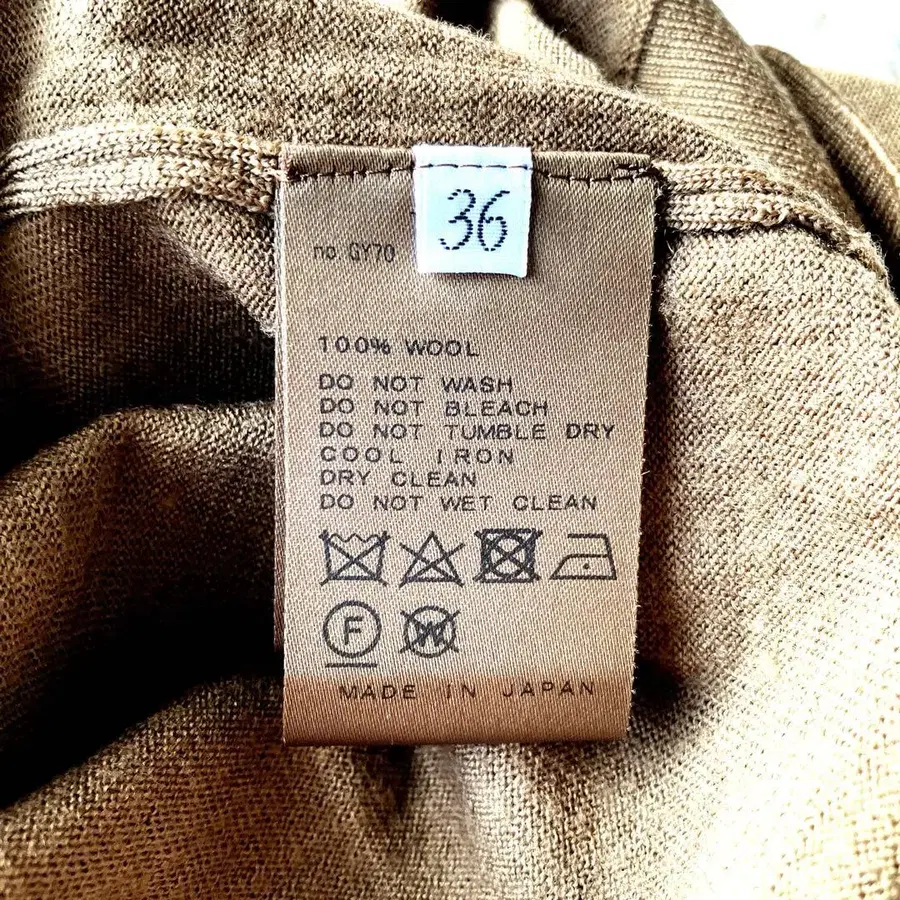 36
no. GY70
100% WOOL
DO NOT WASH
DO NOT BLEACH
DO NOT TUMBLE DRY
COOL IRON
DRY CLEAN
DO NOT WET CLEAN
F W
MADE IN JAPAN